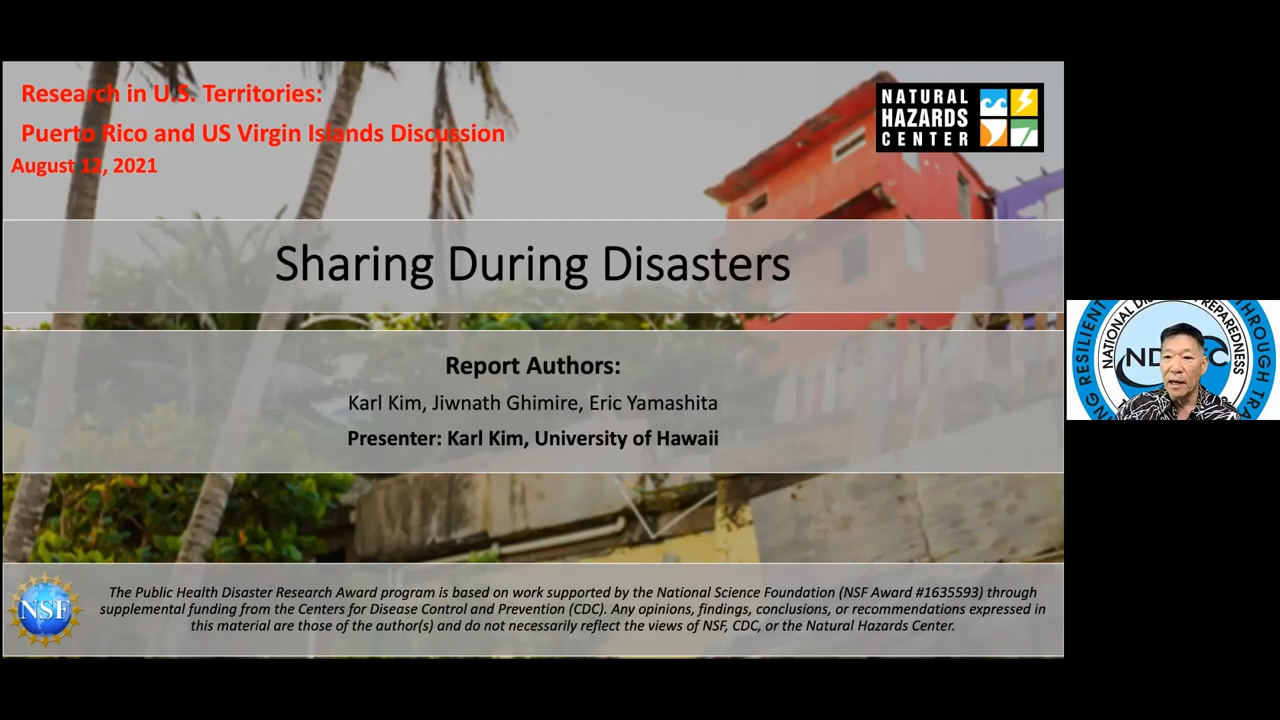 Research in U.S. Territories:
Puerto Rico and US Virgin Islands Discussion
August 12, 2021
NATURAL
HAZARDS
CENTER
Sharing During Disasters
Report Authors:
Karl Kim, Jiwnath Ghimire, Eric Yamashita
Presenter: Karl Kim, University of Hawaii
NSF
The Public Health Disaster Research Award program is based on work supported by the National Science Foundation (NSF Award #1635593) through
supplemental funding from the Centers for Disease Control and Prevention (CDC). Any opinions, findings, conclusions, or recommendations expressed in
this material are those of the author(s) and do not necessarily reflect the views of NSF, CDC, or the Natural Hazards Center.
RESILIENT
NATIONAL
PREPAREDNESS
THROUGH